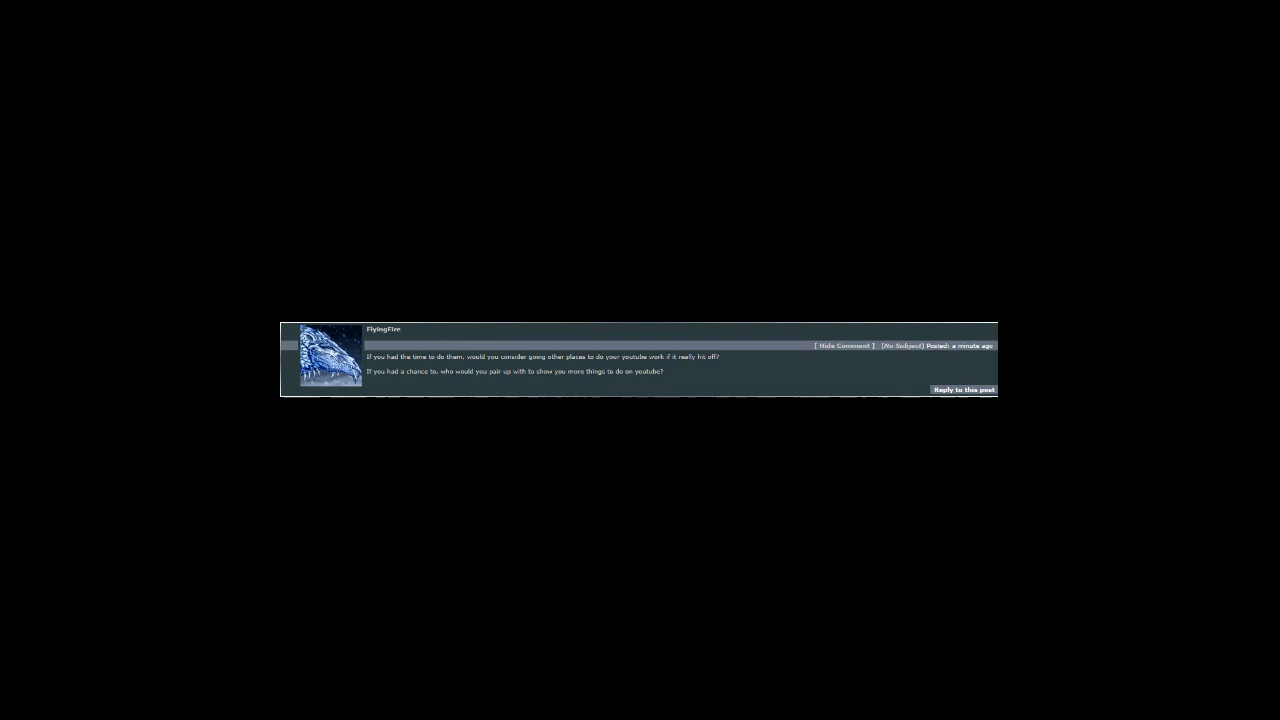 FlyingFire
[ Hide Comment ] (No Subject) Posted: a minute ago
If you had the time to do them, would you consider going other places to do your youtube work if it really hit off?
If you had a chance to, who would you pair up with to show you more things to do on youtube?
Reply to this post